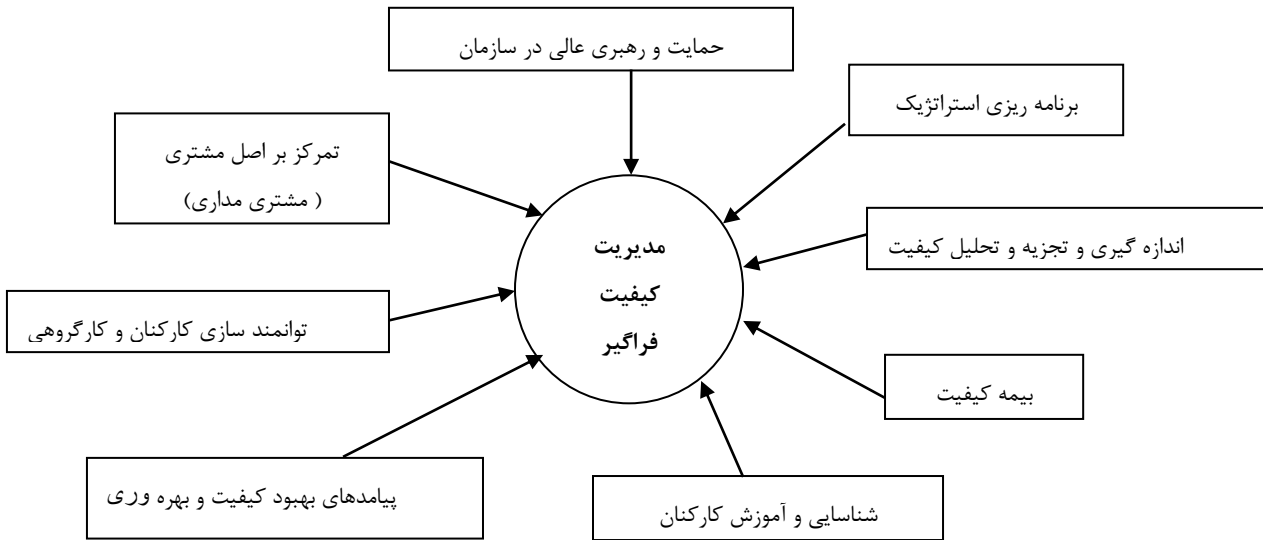 حمایت و رهبری عالی در سازمان
برنامه ریزی استراتژیک
تمرکز بر اصل مشتری
( مشتری مداری)
اندازه گیری و تجزیه و تحلیل کیفیت
مدیریت
کیفیت
فراگیر
توانمند سازی کارکنان و کارگروهی
بیمه کیفیت
پیامدهای بهبود کیفیت و بهره وری
شناسایی و آموزش کارکنان